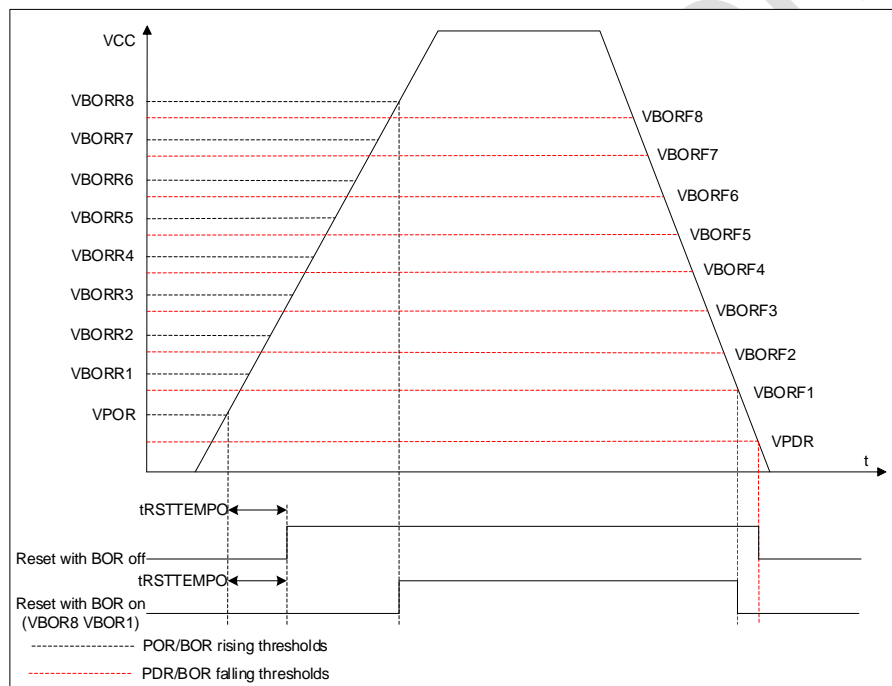 VCC
VBORR8
VBORF8
VBORR7
VBORF7
VBORR6
VBORF6
VBORR5
VBORF5
VBORR4
VBORF4
VBORR3
VBORF3
VBORR2
VBORF2
VBORR1
VBORF1
VPOR
VPDR
t
tRSTTEMPO
Reset with BOR off
tRSTTEMPO
Reset with BOR on
(VBOR8 VBOR1)
POR/BOR rising thresholds
PDR/BOR falling thresholds